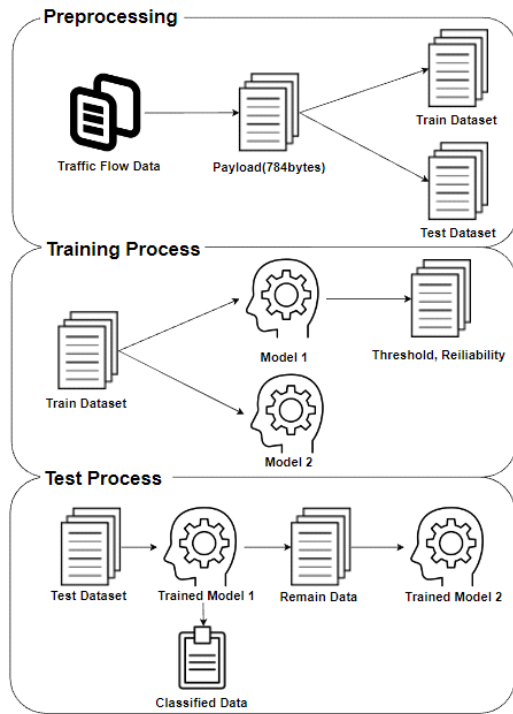 Preprocessing
Traffic Flow Data
Payload(784bytes)
Train Dataset
Test Dataset
Training Process
Train Dataset
Model 1
Threshold, Reiliability
Model 2
Test Process
Test Dataset
Trained Model 1
Remain Data
Trained Model 2
Classified Data